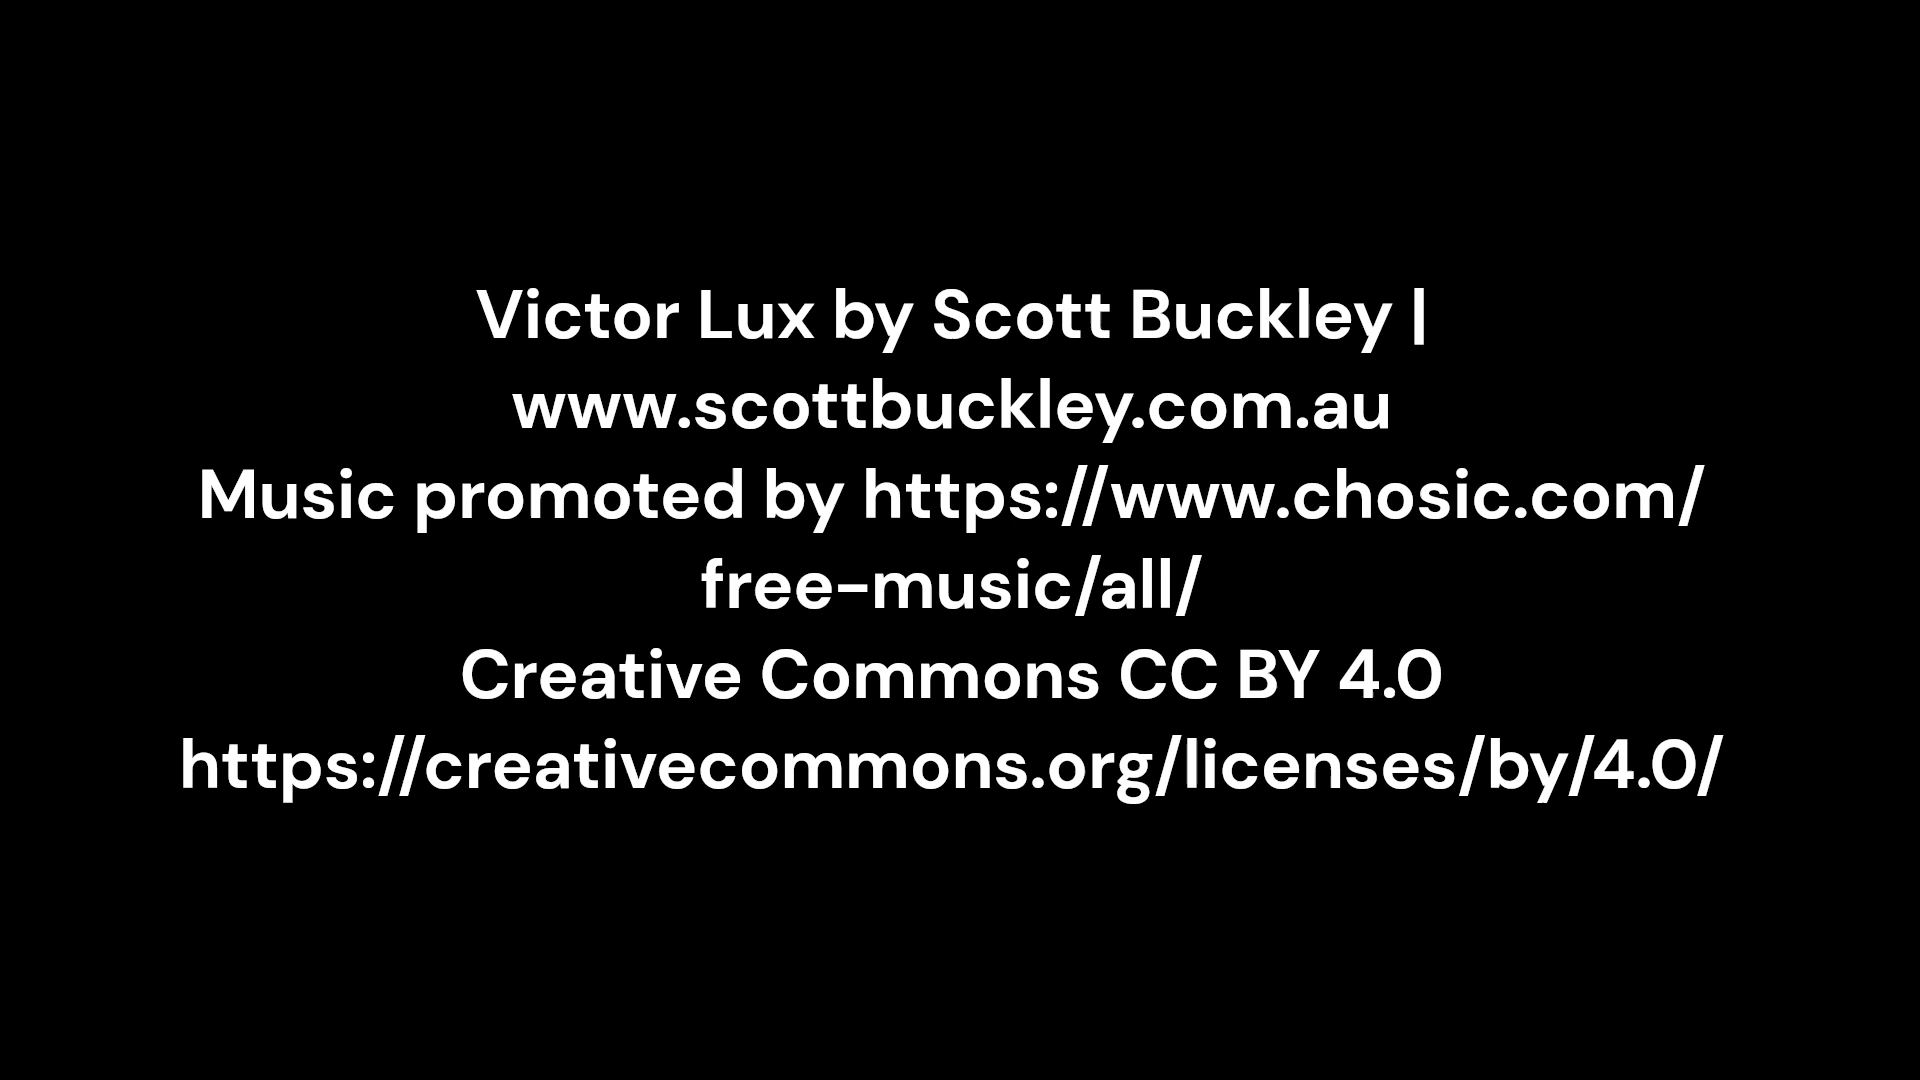 Victor Lux by Scott Buckley |
www.scottbuckley.com.au
Music promoted by https://www.chosic.com/
free-music/all/
Creative Commons CC BY 4.0
https://creativecommons.org/licenses/by/4.0/